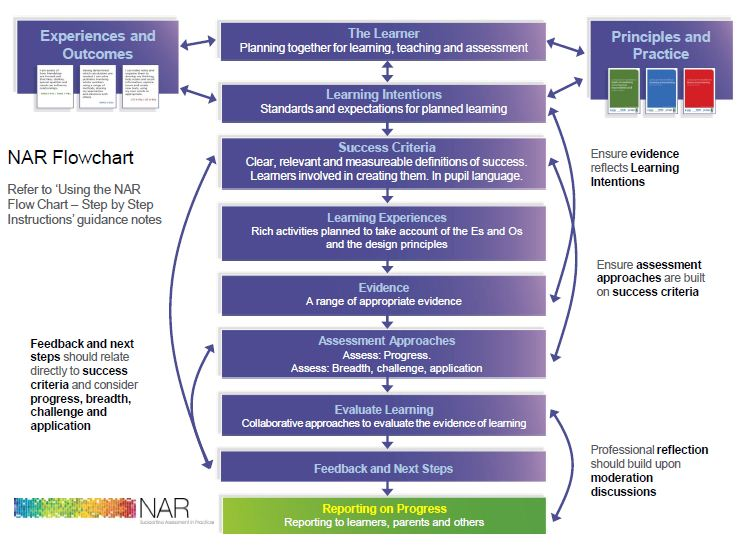 Experiences and
Outcomes
The Learner
Planning together for learning, teaching and assessment
Principles and
Practice
Learning Intentions
Standards and expectations for planned learning
NAR Flowchart
Refer to 'Using the NAR
Flow Chart – Step by Step
Instructions' guidance notes
Success Criteria
Clear, relevant and measureable definitions of success.
Learners involved in creating them. In pupil language.
Ensure evidence
reflects Learning
Intentions
Learning Experiences
Rich activities planned to take account of the Es and Os
and the design principles
Evidence
A range of appropriate evidence
Ensure assessment
approaches are built
on success criteria
Assessment Approaches
Assess: Progress.
Assess: Breadth, challenge, application
Feedback and next
steps should relate
directly to success
criteria and consider
progress, breadth,
challenge and
application
Evaluate Learning
Collaborative approaches to evaluate the evidence of learning
Feedback and Next Steps
Professional reflection
should build upon
moderation
discussions
Reporting on Progress
Reporting to learners, parents and others
NAR
Supporting Assessment in Practice